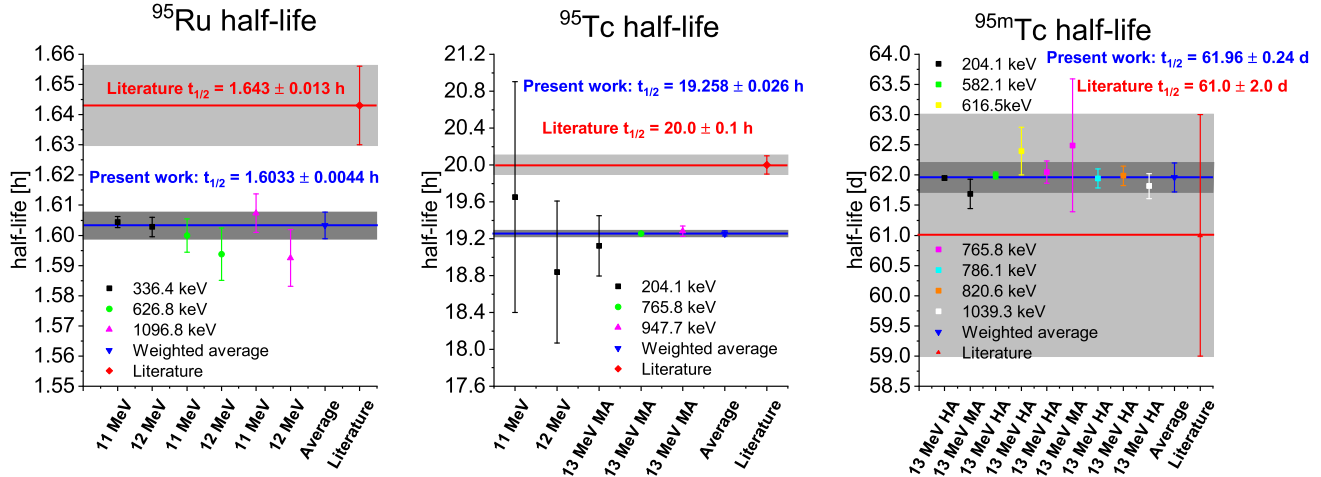 95Ru half-life
half-life [h]
1.66
1.65
1.64
1.63
1.62
1.61
1.60
1.59
1.58
1.57
1.56
1.55
Literature t1/2 = 1.643 ± 0.013 h
Present work: t1/2 = 1.6033 ± 0.0044 h
336.4 keV
626.8 keV
1096.8 keV
Weighted average
Literature
11 MeV
12 MeV
11 MeV
12 MeV
11 MeV
12 MeV
Average
Literature
95Tc half-life
half-life [h]
21.2
20.8
20.4
20.0
19.6
19.2
18.8
18.4
18.0
17.6
Present work: t1/2 = 19.258 ± 0.026 h
Literature t1/2 = 20.0 ± 0.1 h
204.1 keV
765.8 keV
947.7 keV
Weighted average
Literature
11 MeV
12 MeV
13 MeV MA
13 MeV MA
13 MeV MA
Average
Literature
95mTc half-life
half-life [d]
64.0
63.5
63.0
62.5
62.0
61.5
61.0
60.5
60.0
59.5
59.0
58.5
Present work: t1/2 = 61.96 ± 0.24 d
Literature t1/2 = 61.0 ± 2.0 d
204.1 keV
582.1 keV
616.5keV
765.8 keV
786.1 keV
820.6 keV
1039.3 keV
Weighted average
Literature
13 MeV HA
13 MeV MA
13 MeV HA
13 MeV HA
13 MeV HA
13 MeV MA
13 MeV HA
13 MeV HA
13 MeV HA
Average
Literature